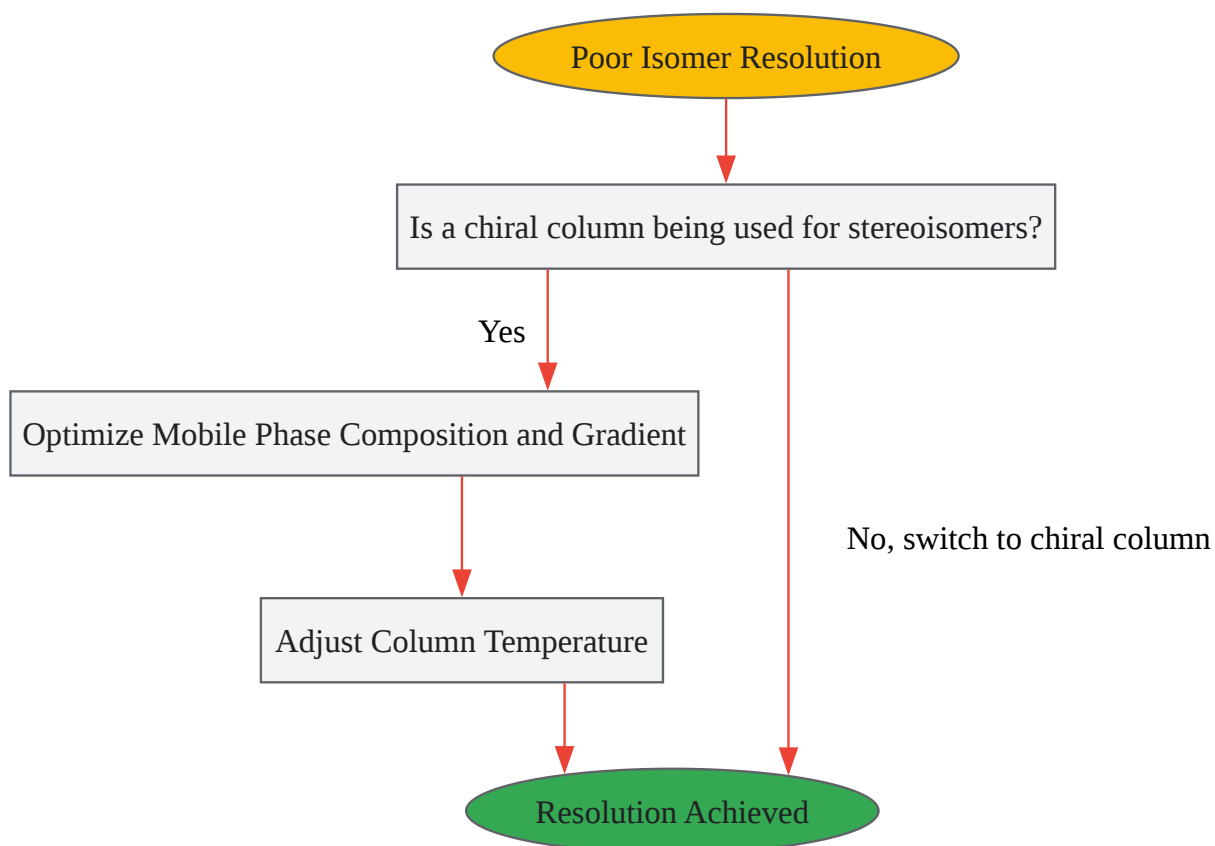 Poor Isomer Resolution
Is a chiral column being used for stereoisomers?
Yes
Optimize Mobile Phase Composition and Gradient
No, switch to chiral column
Adjust Column Temperature
Resolution Achieved